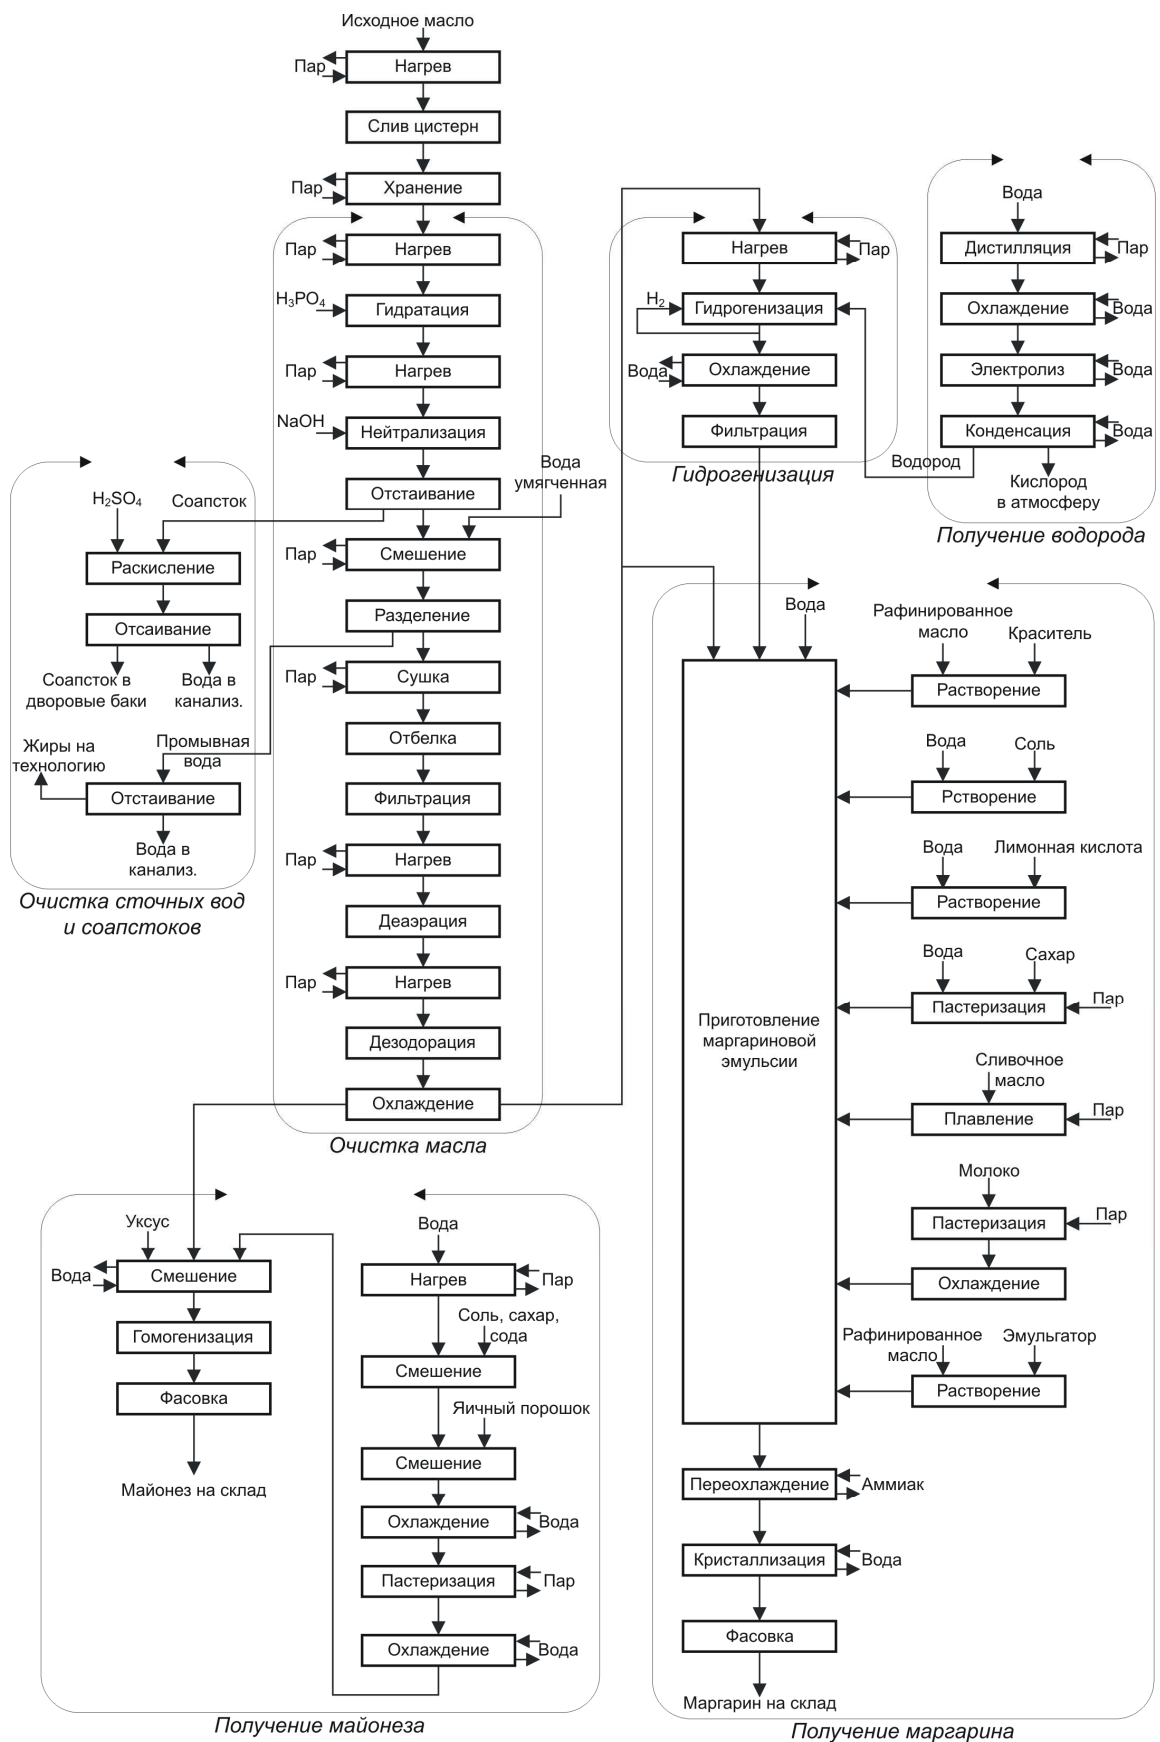 Исходное масло
Пар
Нагрев
Слив цистерн
Пар
Хранение
Пар
Нагрев
H₃PO₄
Гидратация
Пар
Нагрев
NaOH
Нейтрализация
Отстаивание
Вода
умягченная
Пар
Смешение
Разделение
Пар
Сушка
Отбелка
Фильтрация
Пар
Нагрев
Деаэрация
Пар
Нагрев
Дезодорация
Охлаждение
Очистка масла
H₂SO₄
Соапсток
Раскисление
Отсаивание
Соапсток в
дворовые баки
Вода в
канализ.
Жиры на
технологию
Промывная
вода
Отстаивание
Вода в
канализ.
Очистка сточных вод
и соапстоков
Нагрев
Пар
H₂
Гидрогенизация
Вода
Охлаждение
Фильтрация
Гидрогенизация
Вода
Дистилляция
Пар
Охлаждение
Вода
Электролиз
Вода
Конденсация
Вода
Водород
Кислород
в атмосферу
Получение водорода
Вода
Приготовление
маргариновой
эмульсии
Рафинированное
масло
Краситель
Растворение
Вода
Соль
Рстворение
Вода
Лимонная кислота
Растворение
Вода
Сахар
Пастеризация
Пар
Сливочное
масло
Плавление
Пар
Молоко
Пастеризация
Пар
Охлаждение
Рафинированное
масло
Эмульгатор
Растворение
Переохлаждение
Аммиак
Кристаллизация
Вода
Фасовка
Маргарин на склад
Получение маргарина
Уксус
Вода
Смешение
Гомогенизация
Фасовка
Майонез на склад
Вода
Нагрев
Пар
Соль, сахар,
сода
Смешение
Яичный порошок
Смешение
Охлаждение
Вода
Пастеризация
Пар
Охлаждение
Вода
Получение майонеза